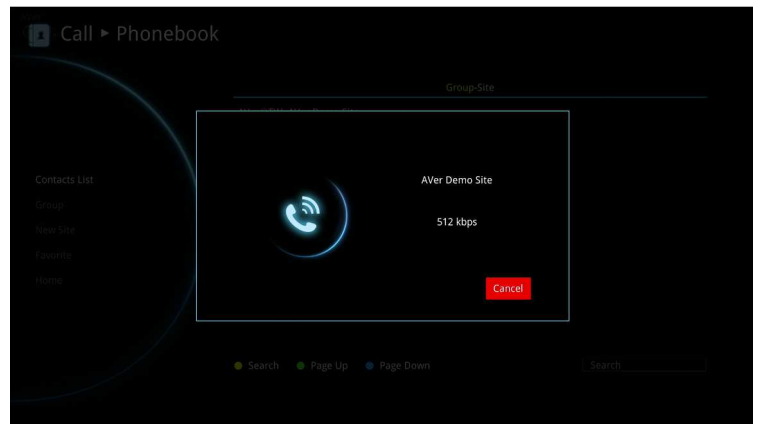 Call ▸ Phonebook
Group-Site
Contacts List
Group
New Site
Favorite
Home
AVer Demo Site
512 kbps
Cancel
Search
Page Up
Page Down
Search